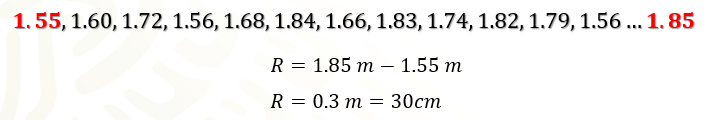 1.55, 1.60, 1.72, 1.56, 1.68, 1.84, 1.66, 1.83, 1.74, 1.82, 1.79, 1.56 ... 1.85
R = 1.85 m − 1.55 m
R = 0.3 m = 30cm